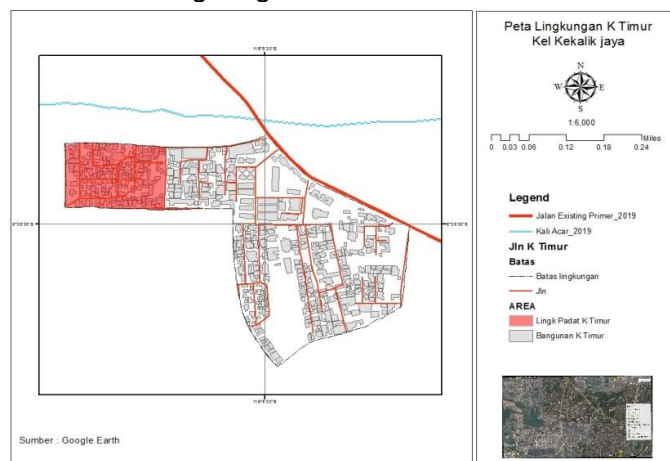 Peta Lingkungan K Timur
Kel Kekalik jaya
N
W E
S
1:6,000
Miles
0 0.03 0.06 0.12 0.18 0.24
Legend
Jalan Existing Primer_2019
Kali Acar_2019
Jln K Timur
Batas
Batas lingkungan
Jln
AREA
Lingk Padat K Timur
Bangunan K Timur
Sumber : Google Earth